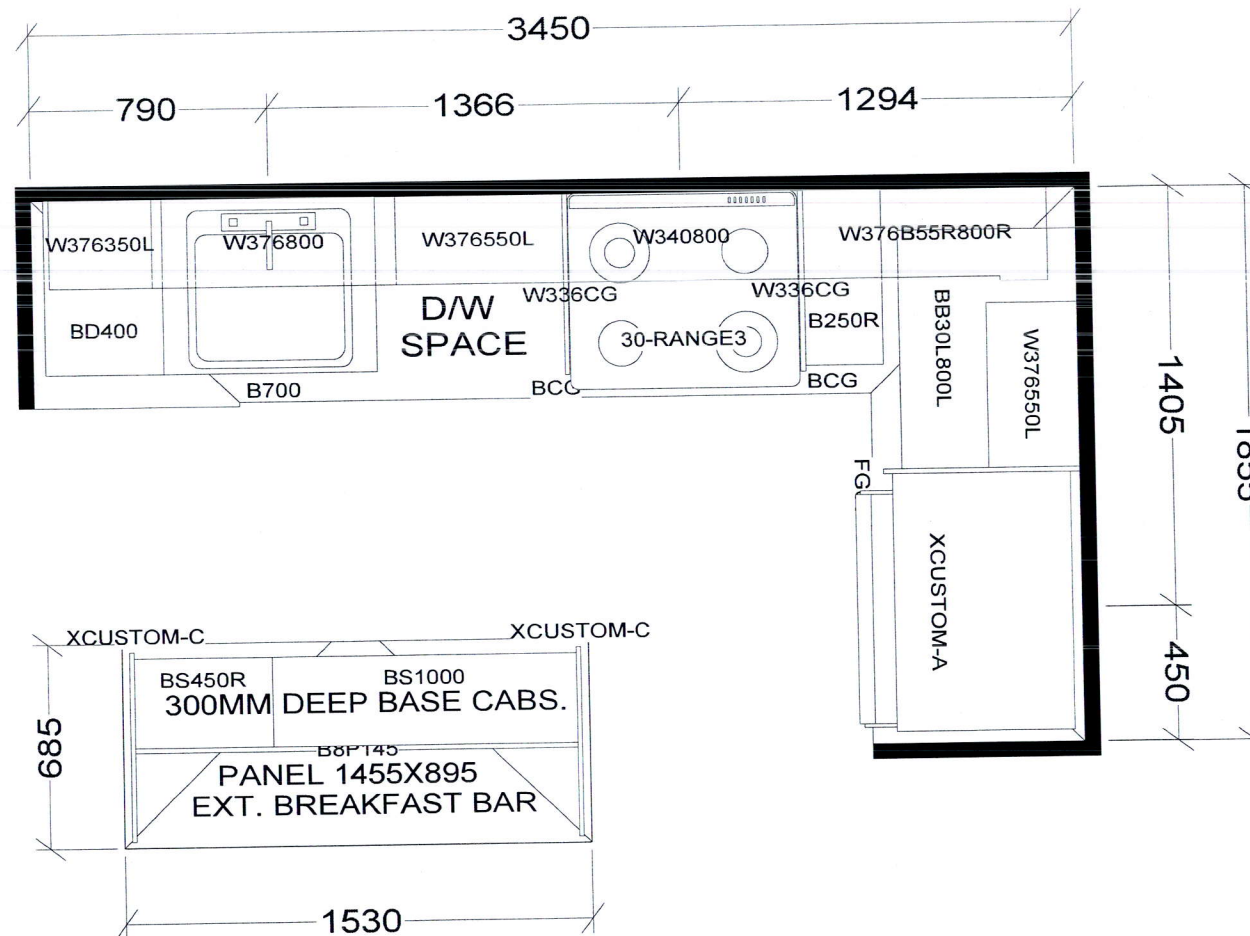 3450
790
1366
1294
W376350L
W376800
W376550L
W340800
W376B55R800R
W336CG
W336CG
D/W
SPACE
BD400
30-RANGE3
B250R
BB30L800L
W376550L
B700
BCG
BCG
1405
1855
FG
XCUSTOM-A
450
XCUSTOM-C
XCUSTOM-C
BS450R
BS1000
300MM DEEP BASE CABS.
685
B8P145
PANEL 1455X895
EXT. BREAKFAST BAR
1530